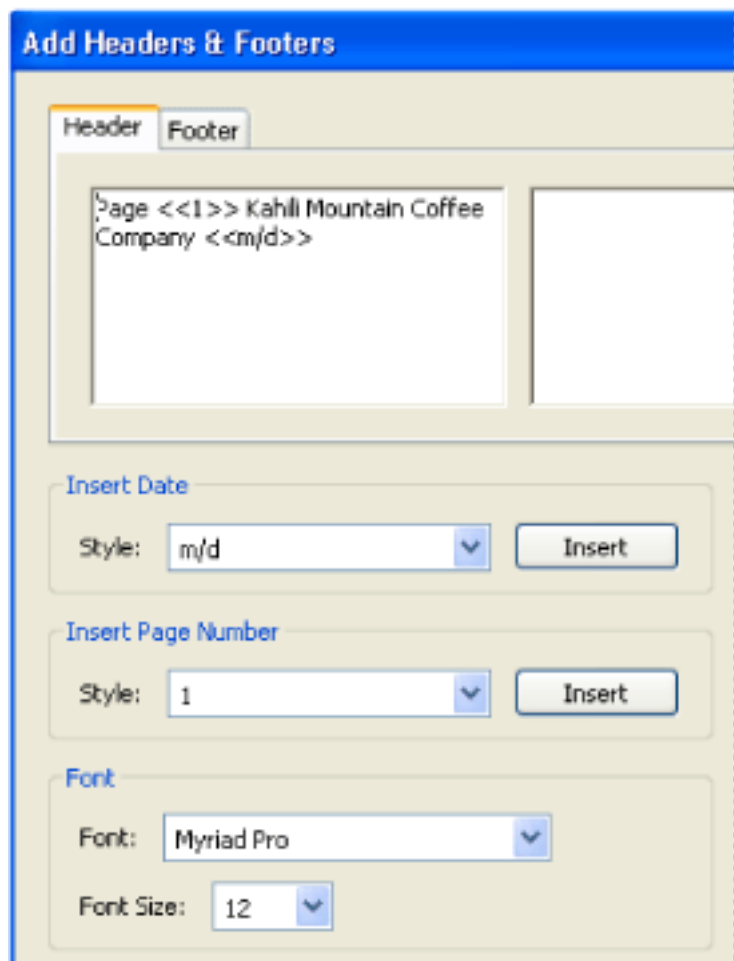 Add Headers & Footers
Header Footer
Page <<1>> Kahili Mountain Coffee
Company <<m/d>>
Insert Date
Style: m/d Insert
Insert Page Number
Style: 1 Insert
Font
Font: Myriad Pro
Font Size: 12